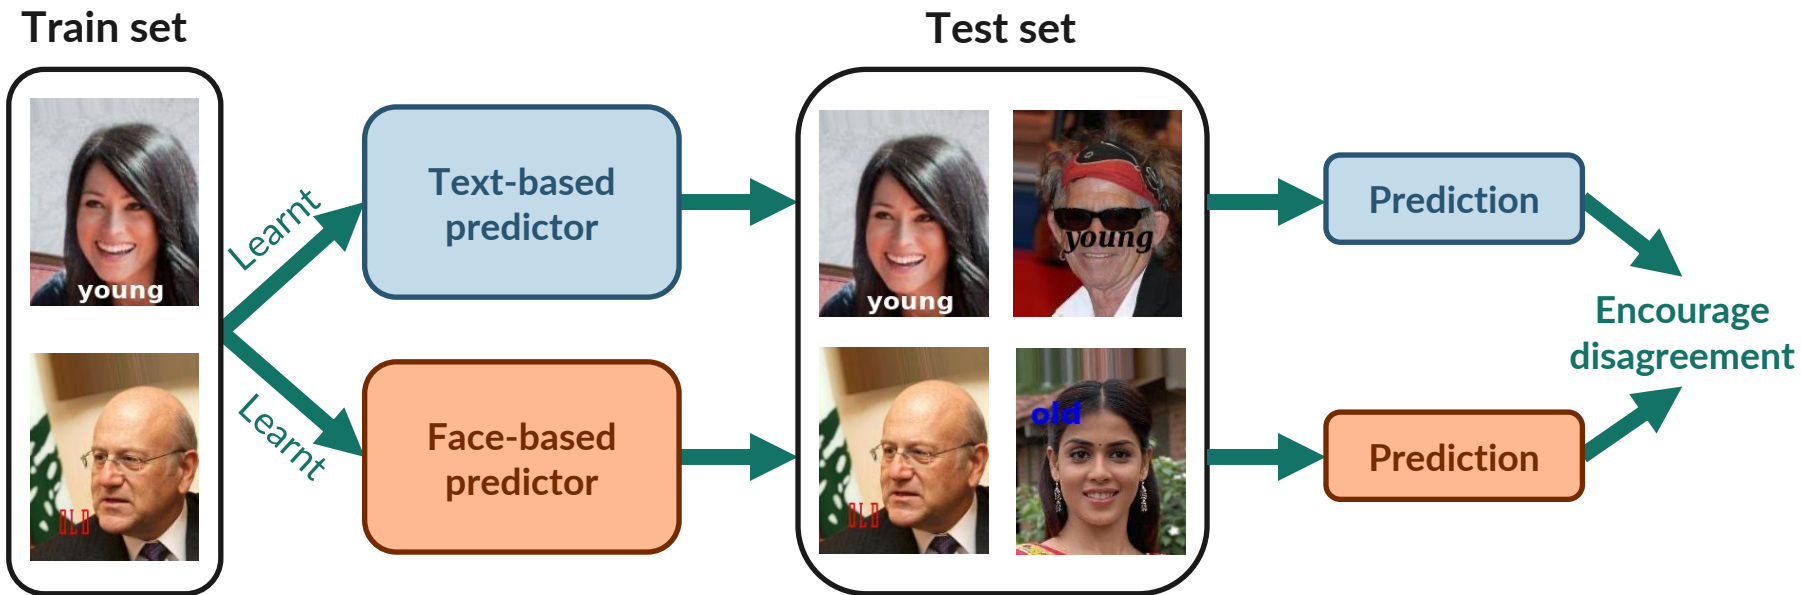 Train set
Test set
young
OLD
Learnt
Learnt
Text-based
predictor
Face-based
predictor
young
young
OLD
old
Prediction
Prediction
Encourage
disagreement